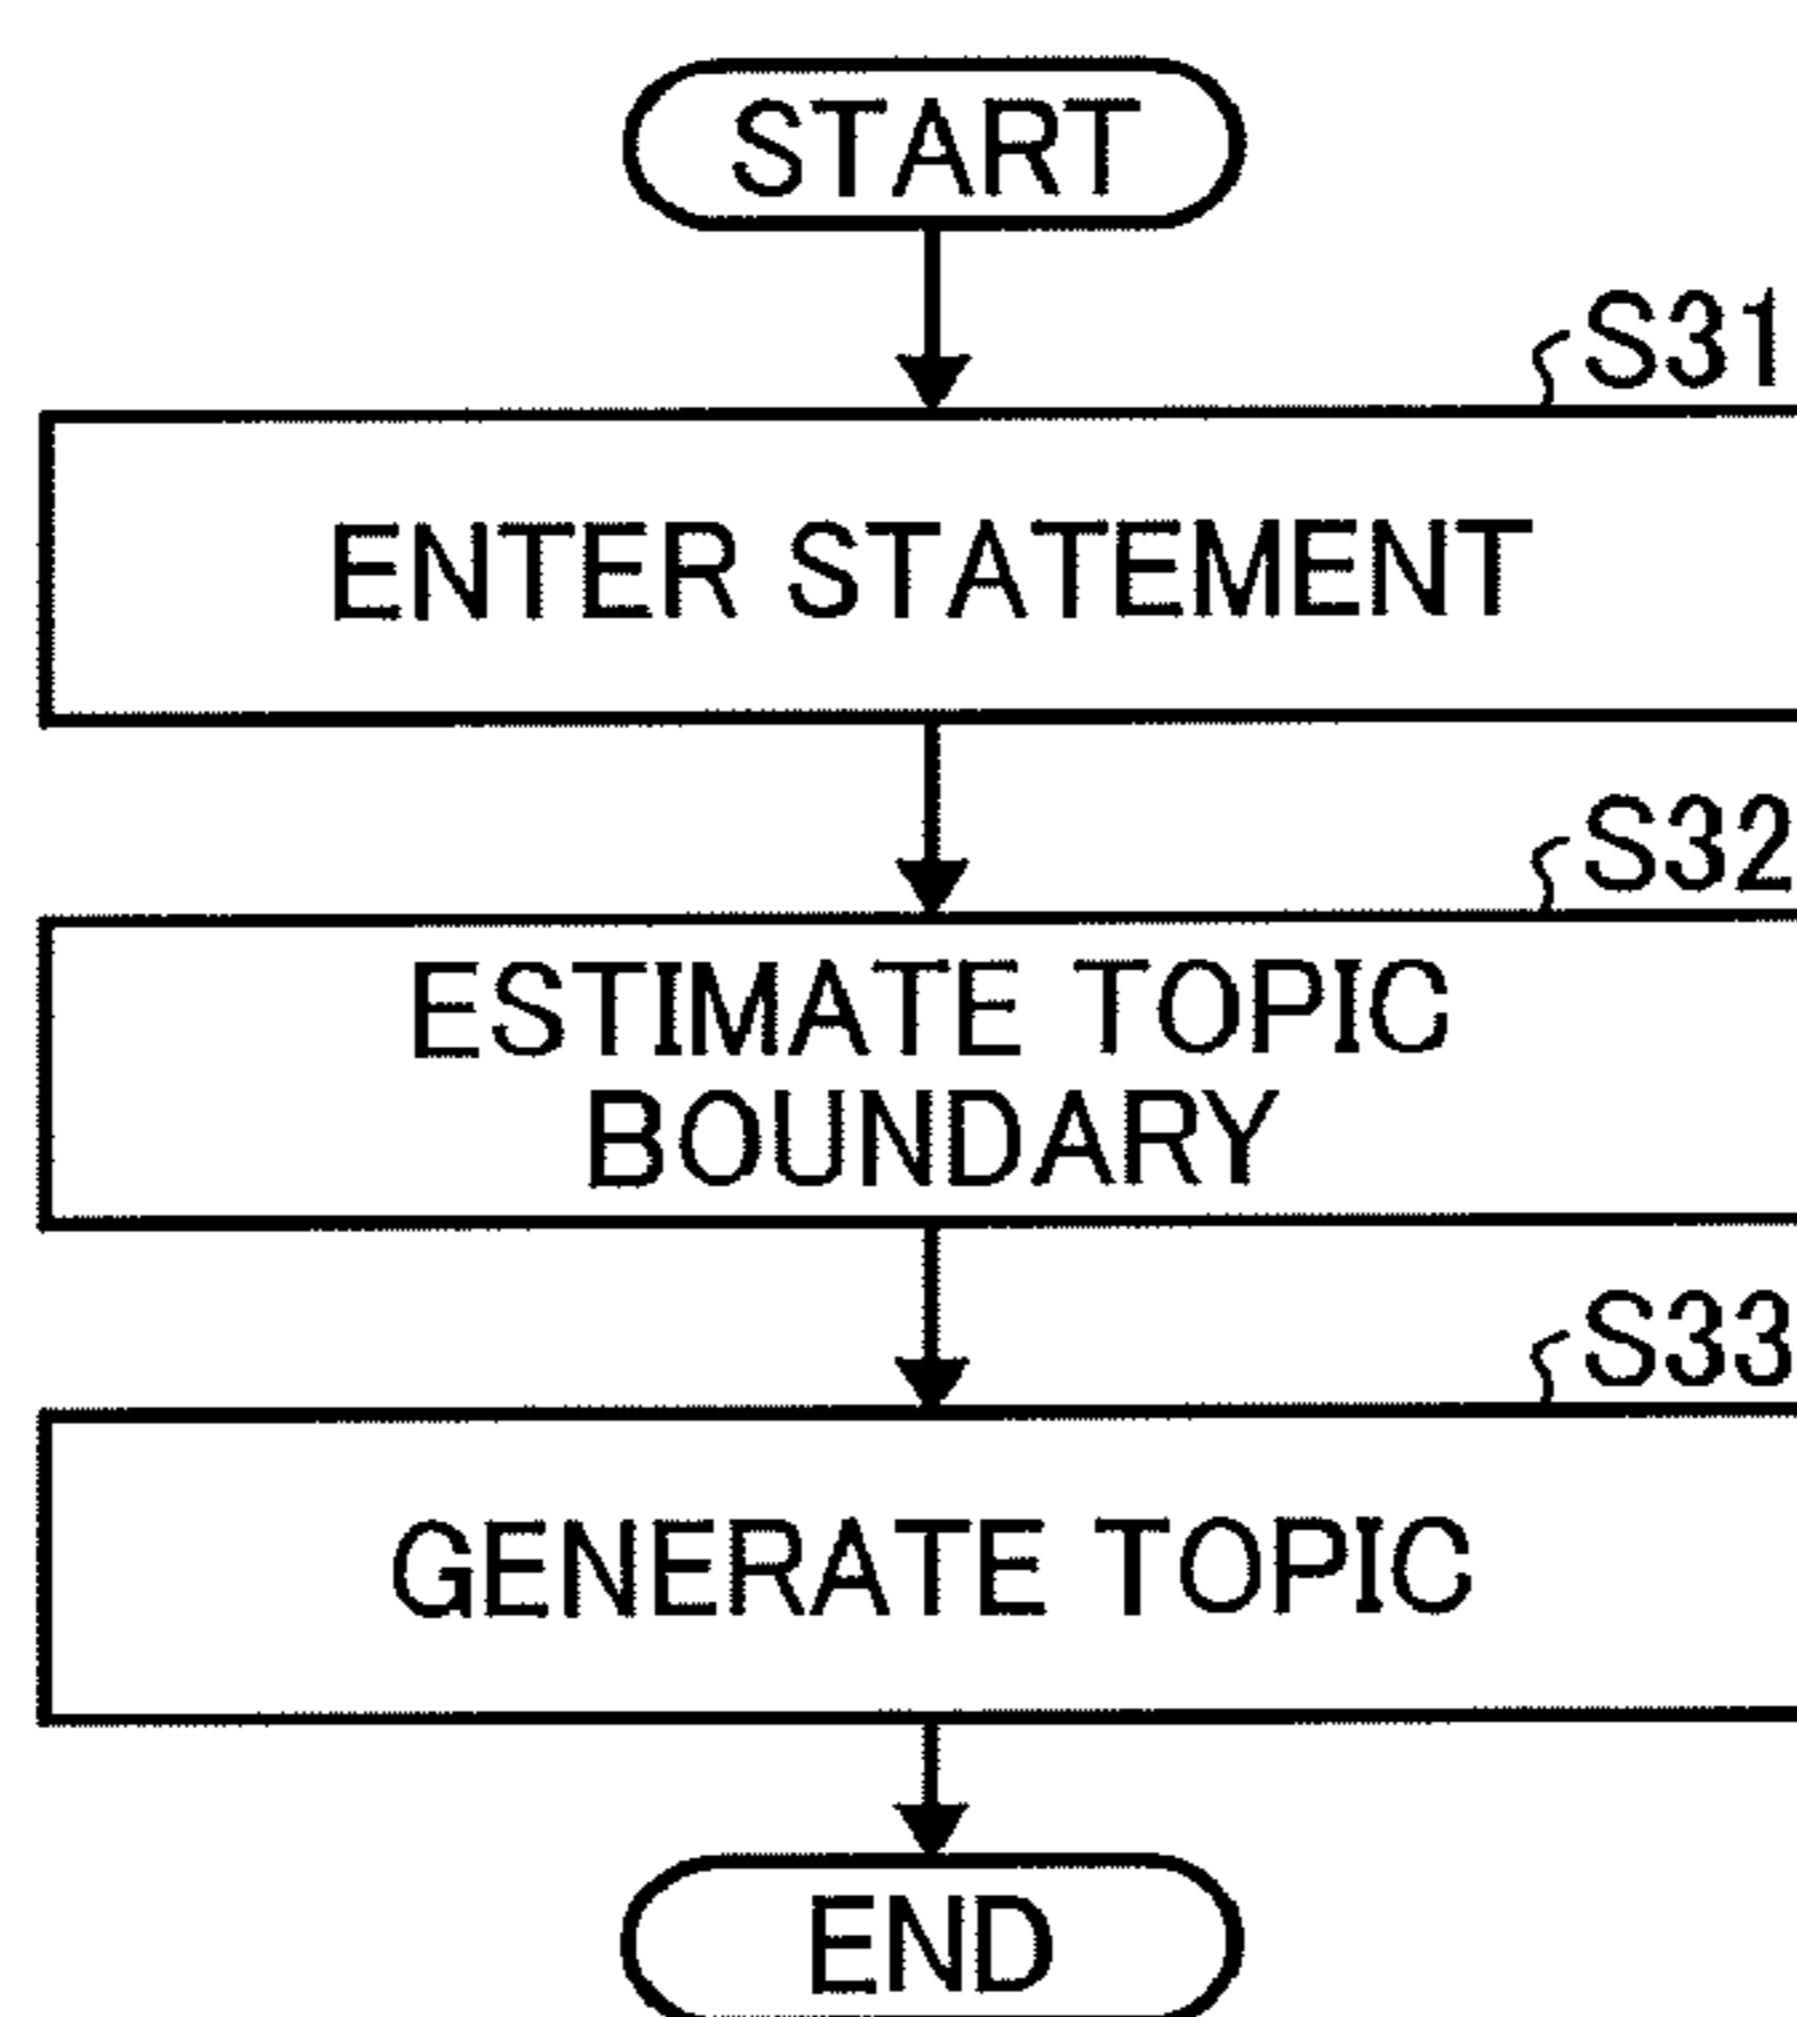 START
S31
ENTER STATEMENT
S32
ESTIMATE TOPIC
BOUNDARY
S33
GENERATE TOPIC
END